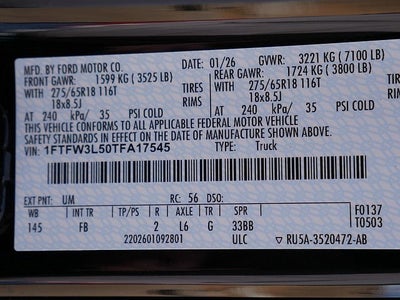 MFD. BY FORD MOTOR CO. 01/26 GVWR: 3221 KG (7100 LB)
FRONT GAWR: 1599 KG (3525 LB) REAR GAWR: 1724 KG (3800 LB)
WITH 275/65R18 116T TIRES WITH 275/65R18 116T
18x8.5J RIMS 18x8.5J
AT 240 kPa/ 35 PSI COLD AT 240 kPa/ 35 PSI COLD
THIS VEHICLE CONFORMS TO ALL APPLICABLE FEDERAL MOTOR VEHICLE
SAFETY STANDARDS IN EFFECT ON THE DATE OF MANUFACTURE SHOWN ABOVE.
VIN: 1FTFW3L50TFA17545 TYPE: Truck
EXT PNT: UM RC: 56 DSO: F0137
WB INT TR TP/PS R AXLE TR SPR T0503
145 FB 2 L6 G 33BB
2202601092801 ULC RU5A-3520472-AB